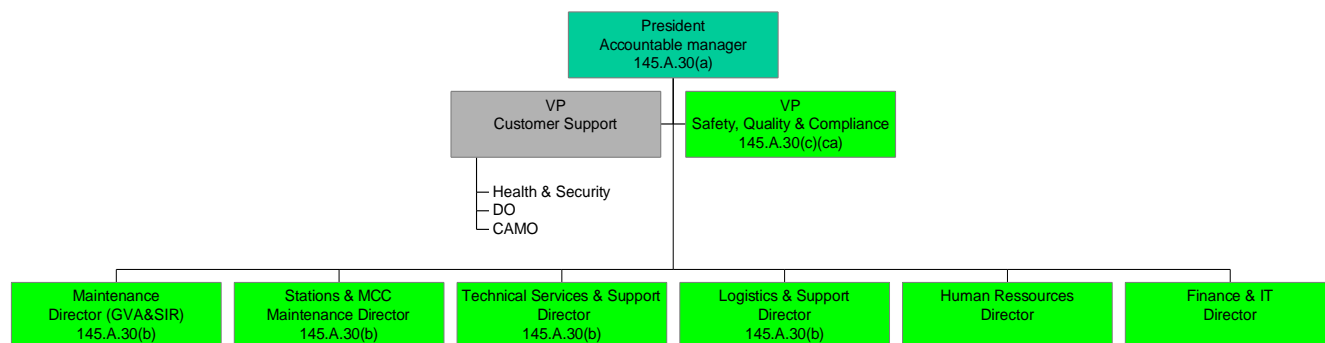 President
Accountable manager
145.A.30(a)
VP
Customer Support
VP
Safety, Quality & Compliance
145.A.30(c)(ca)
Health & Security
DO
CAMO
Maintenance
Director (GVA&SIR)
145.A.30(b)
Stations & MCC
Maintenance Director
145.A.30(b)
Technical Services & Support
Director
145.A.30(b)
Logistics & Support
Director
145.A.30(b)
Human Ressources
Director
Finance & IT
Director